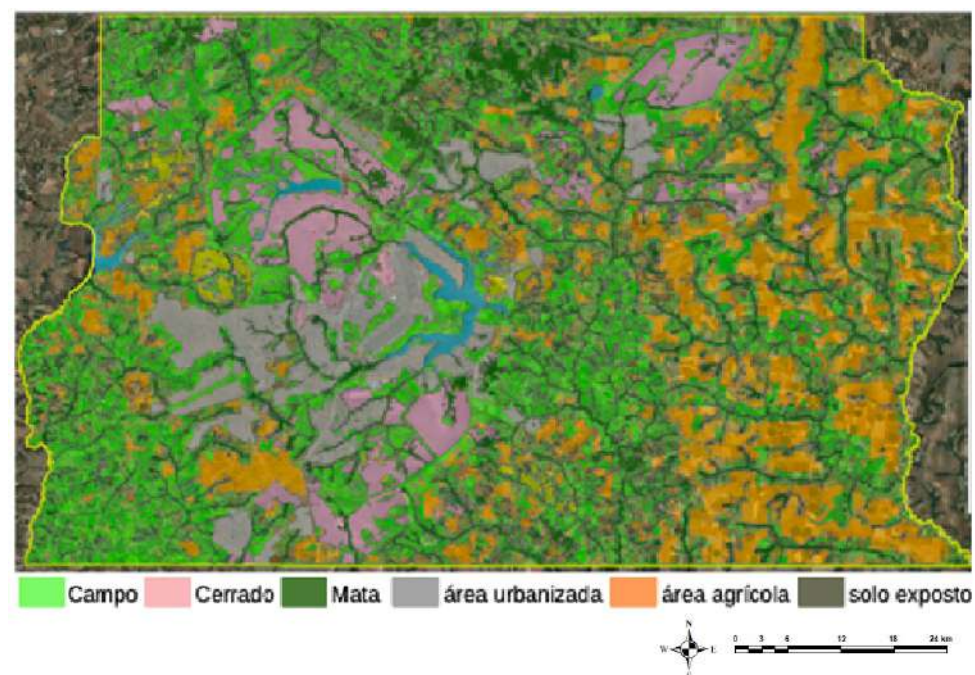 Campo Cerrado Mata área urbanizada área agrícola solo exposto
N
W E
S
0 3 6 12 18 24 km